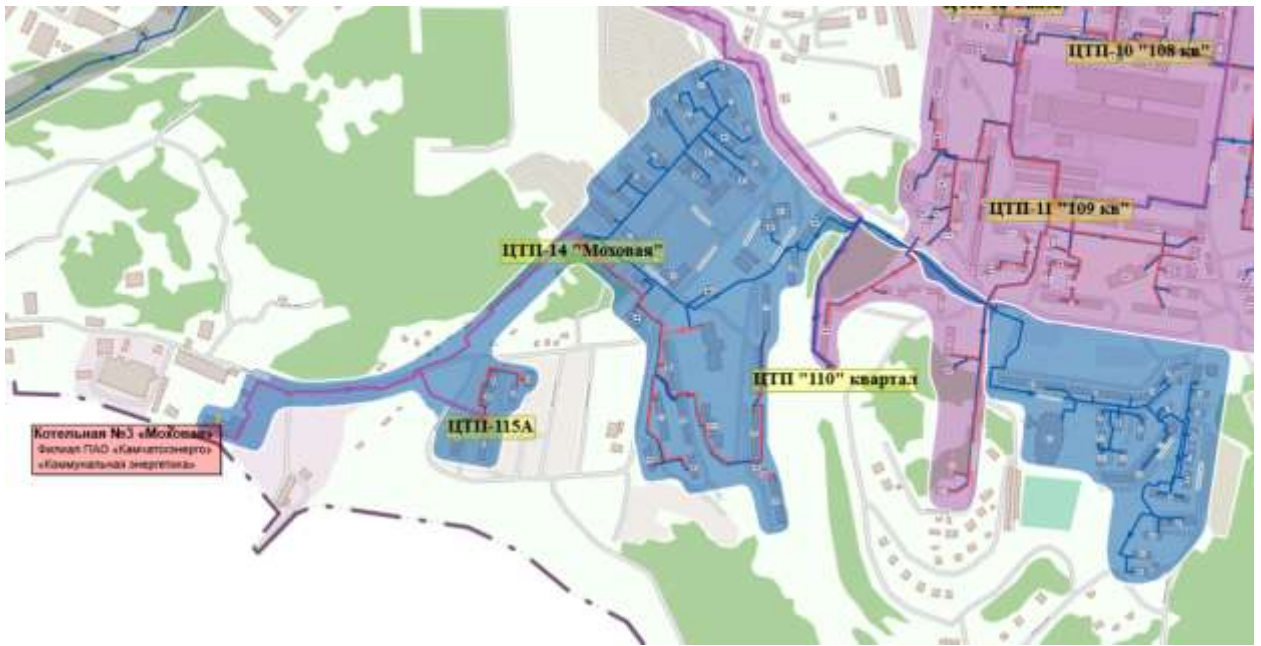 ЦТП-10 "108 кв"
ЦТП-11 "109 кв"
ЦТП-14 "Моховая"
ЦТП "110" квартал
ЦТП-115А
Котельная №3 «Моховая»
Филиал ПАО «Камчатскэнерго»
«Коммунальная энергетика»